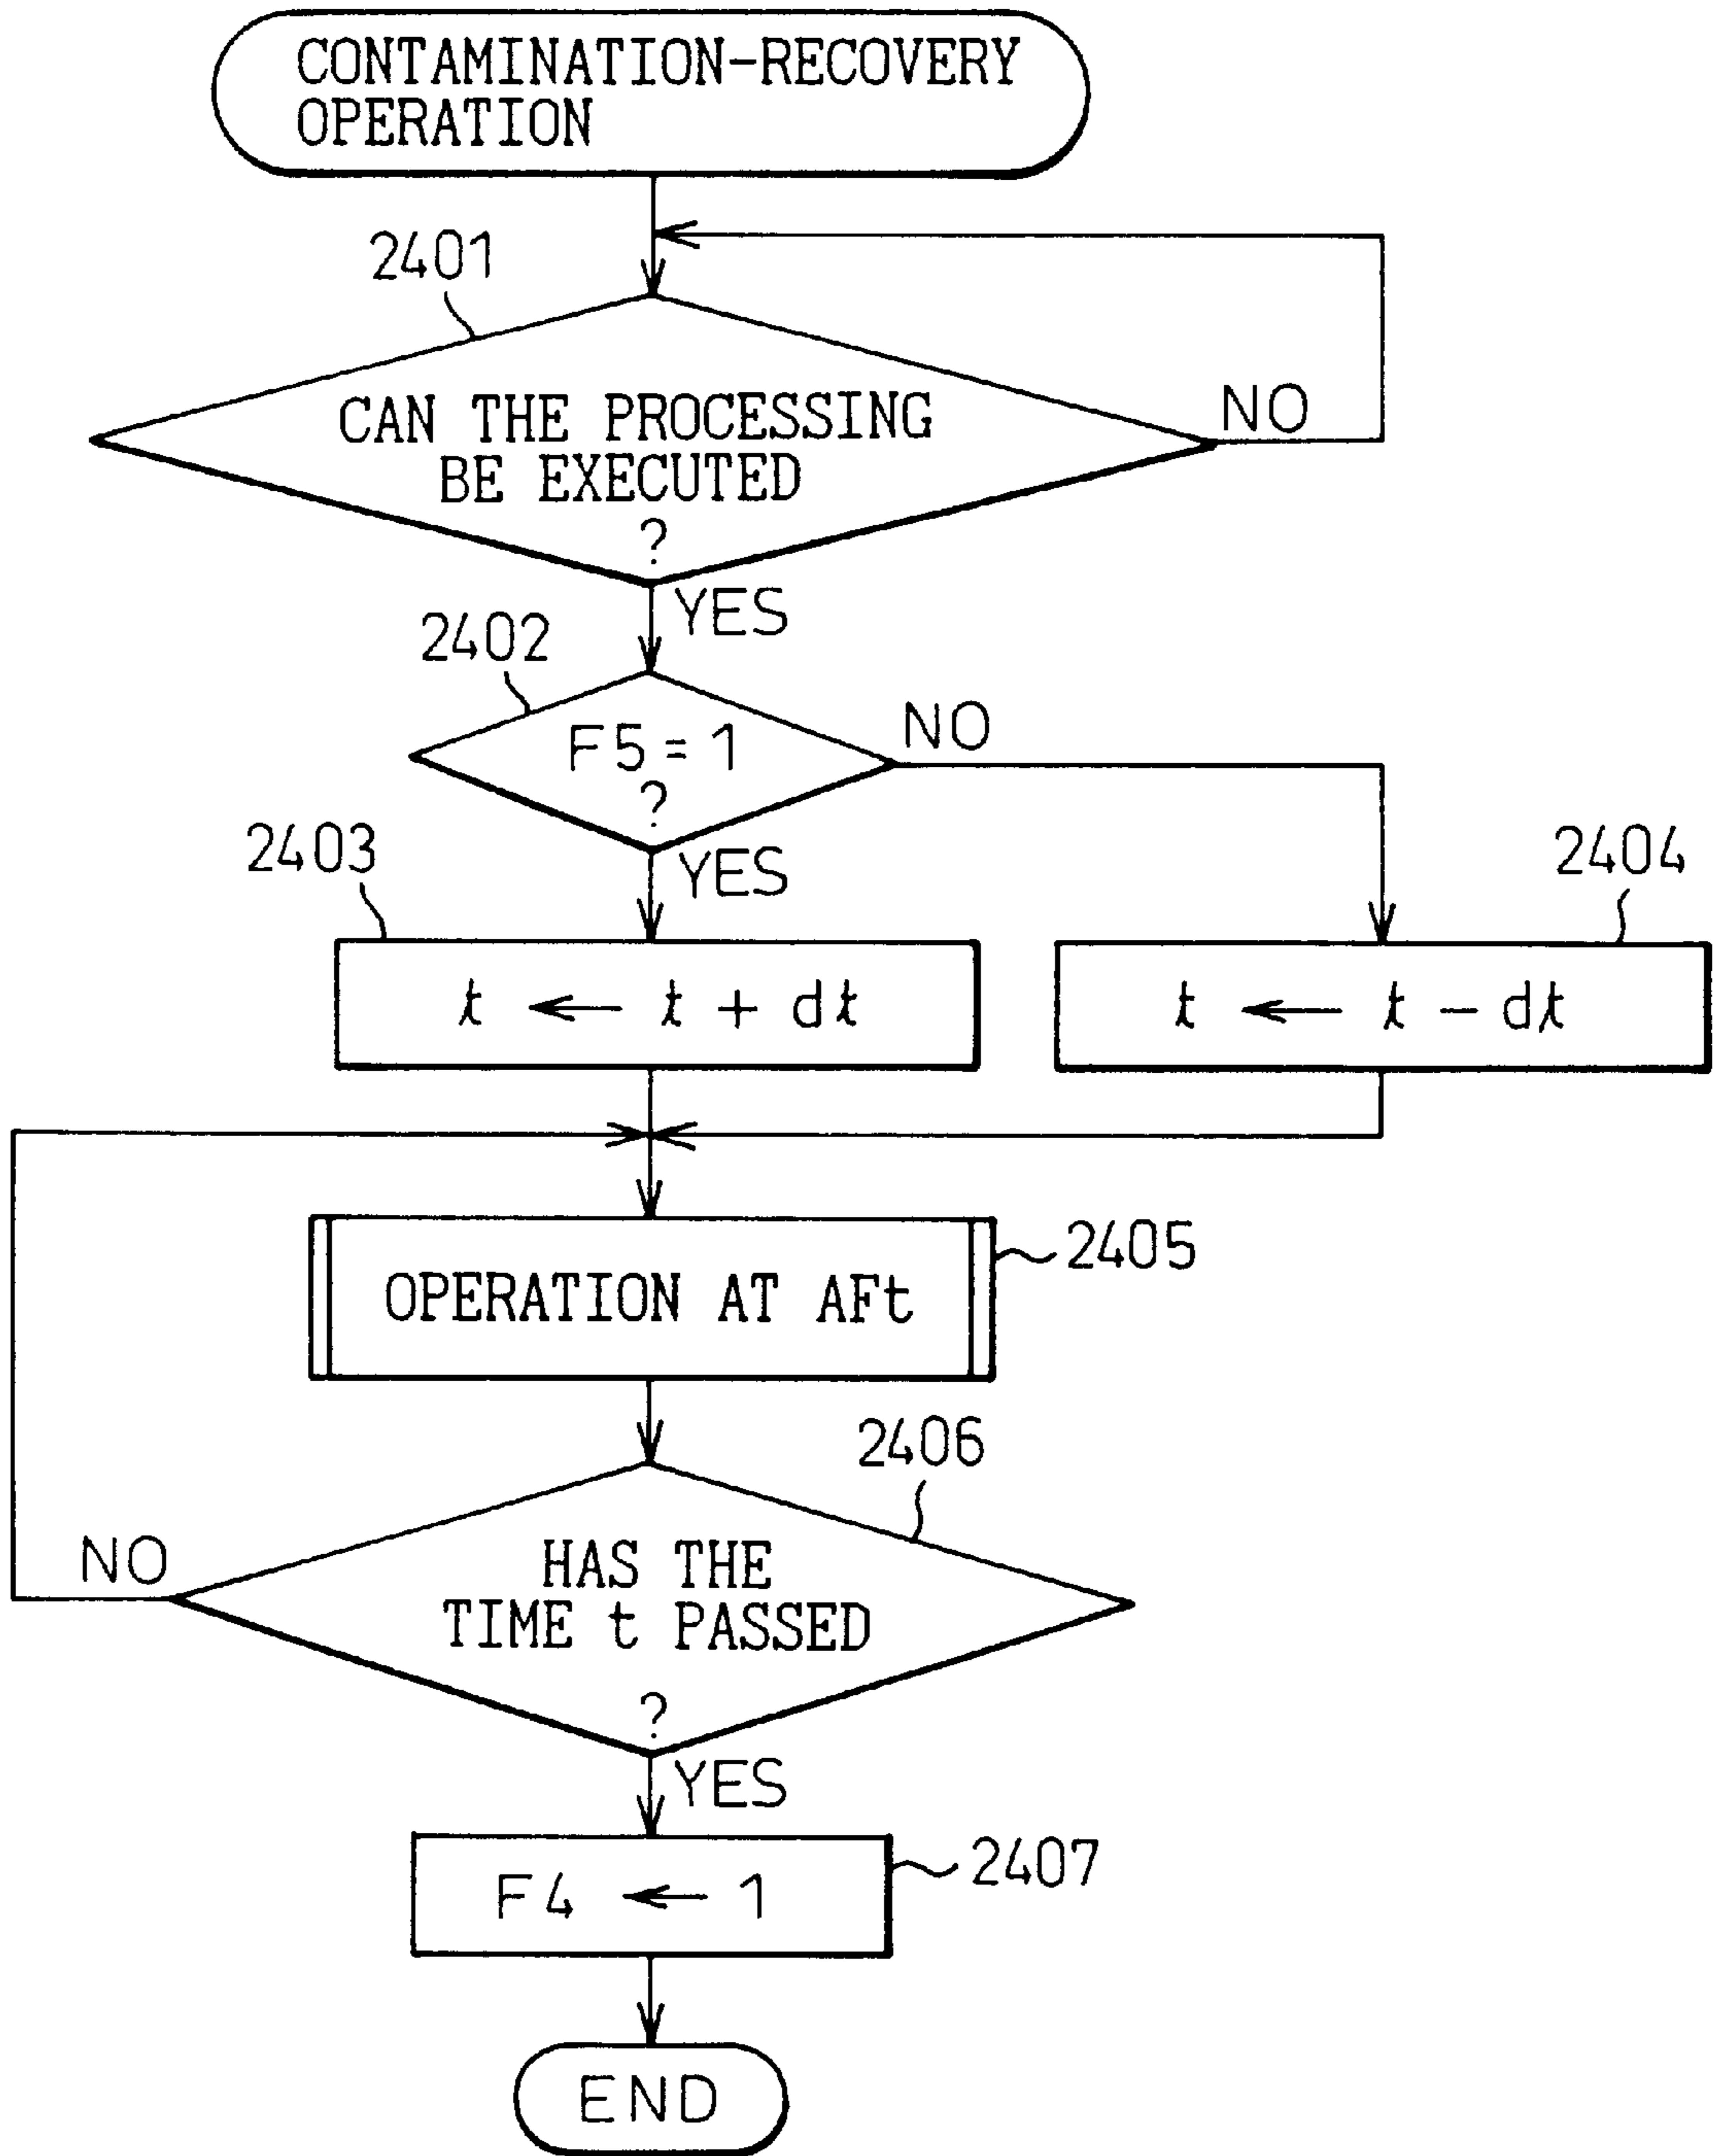 CONTAMINATION-RECOVERY
OPERATION
2401
CAN THE PROCESSING
BE EXECUTED
?
NO
YES
2402
F5=1
?
NO
YES
2403
t ← t + dt
2404
t ← t - dt
2405
OPERATION AT AFt
2406
HAS THE
TIME t PASSED
?
NO
YES
2407
F4 ← 1
END